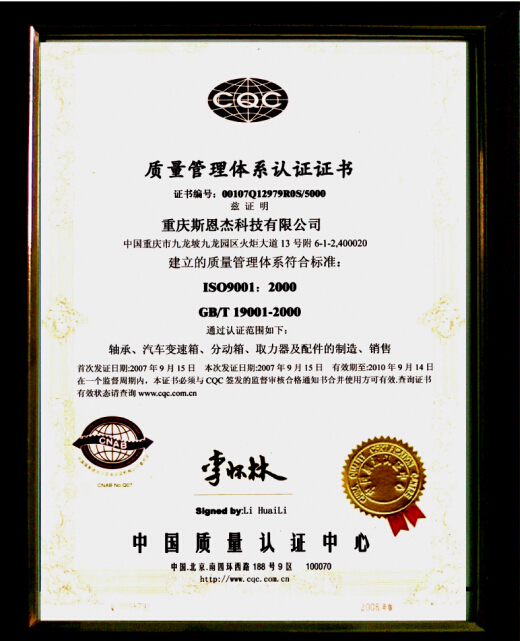 CQC
质量管理体系认证证书
证书编号：00107Q12979R0S/5000
兹 证 明
重庆斯恩杰科技有限公司
中国重庆市九龙坡九龙园区火炬大道 13 号附 6-1-2,400020
建立的质量管理体系符合标准：
ISO9001：2000
GB/T 19001-2000
通过认证范围如下：
轴承、汽车变速箱、分动箱、取力器及配件的制造、销售
首次发证日期:2007 年 9 月 15 日 本次发证日期:2007 年 9 月 15 日 有效期至:2010 年 9 月 14 日
在一个监督周期内，本证书必须与 CQC 签发的监督审核合格通知书合并使用方可有效.查询证书
有效状态请查询 www.cqc.com.cn
CNAB
CNAB No.Q07
李怀林
Signed by:Li HuaiLi
中国质量认证中心
中国.北京.南四环西路 188 号 9 区 100070
http://www.cqc.com.cn